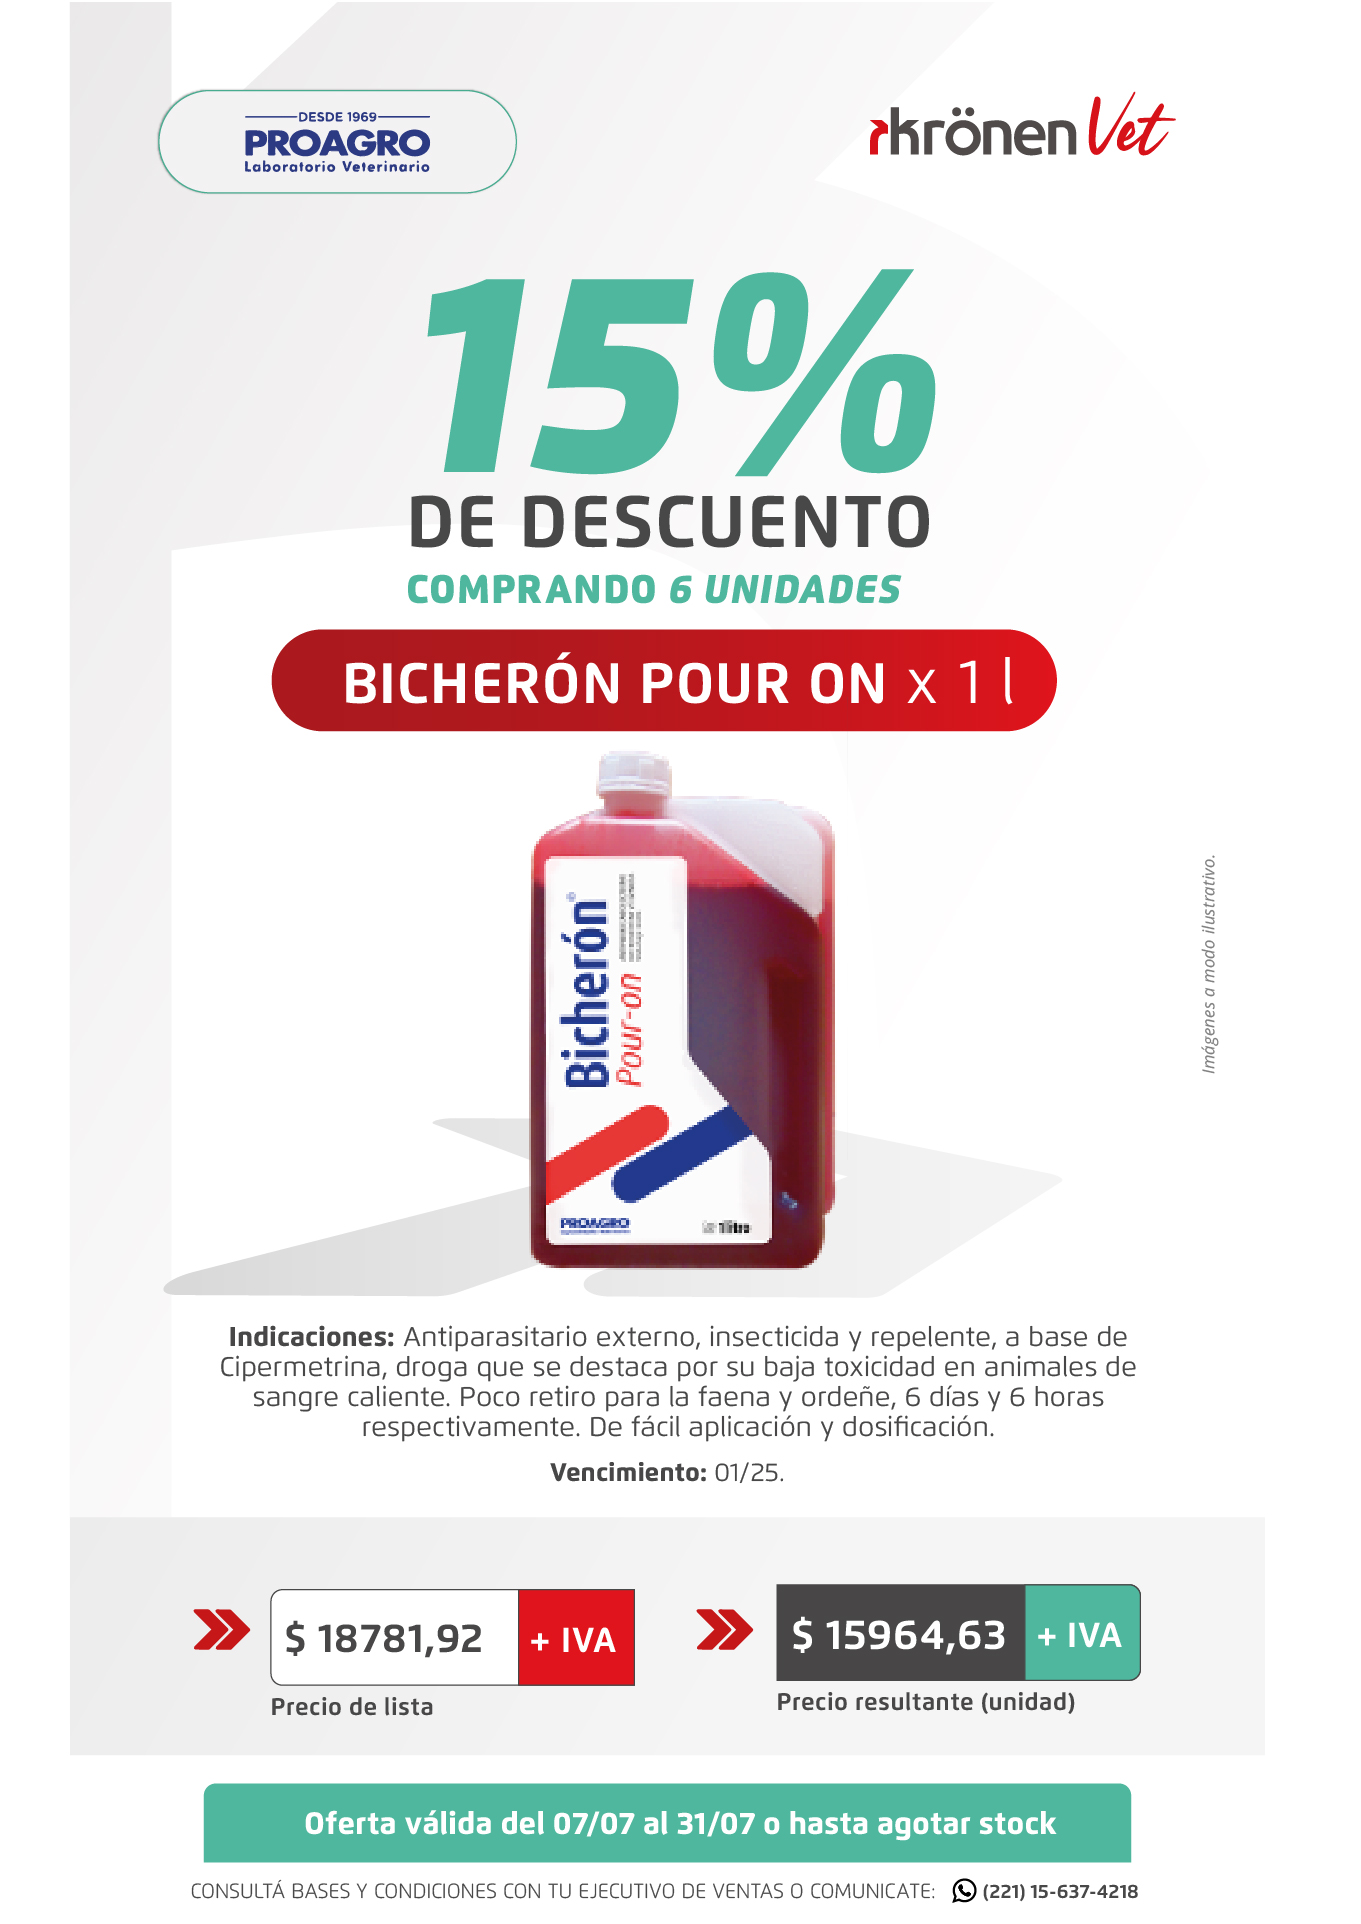 DESDE 1969
PROAGRO
Laboratorio Veterinario
krönen Vet
15%
DE DESCUENTO
COMPRANDO 6 UNIDADES
BICHERÓN POUR ON x 1 l
Bicherón®
Pour-on
PROAGRO
1 litro
Imágenes a modo ilustrativo.
Indicaciones: Antiparasitario externo, insecticida y repelente, a base de
Cipermetrina, droga que se destaca por su baja toxicidad en animales de
sangre caliente. Poco retiro para la faena y ordeñe, 6 días y 6 horas
respectivamente. De fácil aplicación y dosificación.
Vencimiento: 01/25.
$ 18781,92 + IVA
Precio de lista
$ 15964,63 + IVA
Precio resultante (unidad)
Oferta válida del 07/07 al 31/07 o hasta agotar stock
CONSULTÁ BASES Y CONDICIONES CON TU EJECUTIVO DE VENTAS O COMUNICATE: (221) 15-637-4218